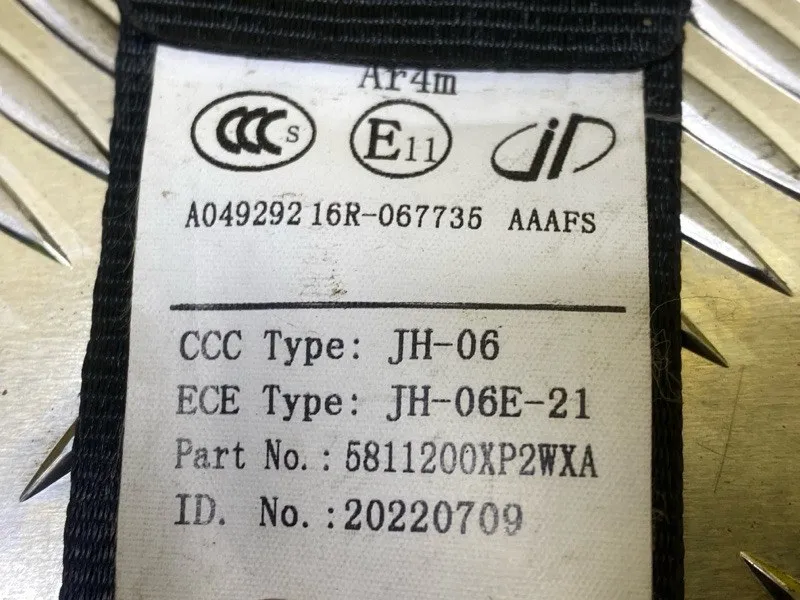 Ar4m
CCC S E11 JP
A049292 16R-067735 AAAFS
CCC Type: JH-06
ECE Type: JH-06E-21
Part No.: 5811200XP2WXA
ID. No.: 20220709